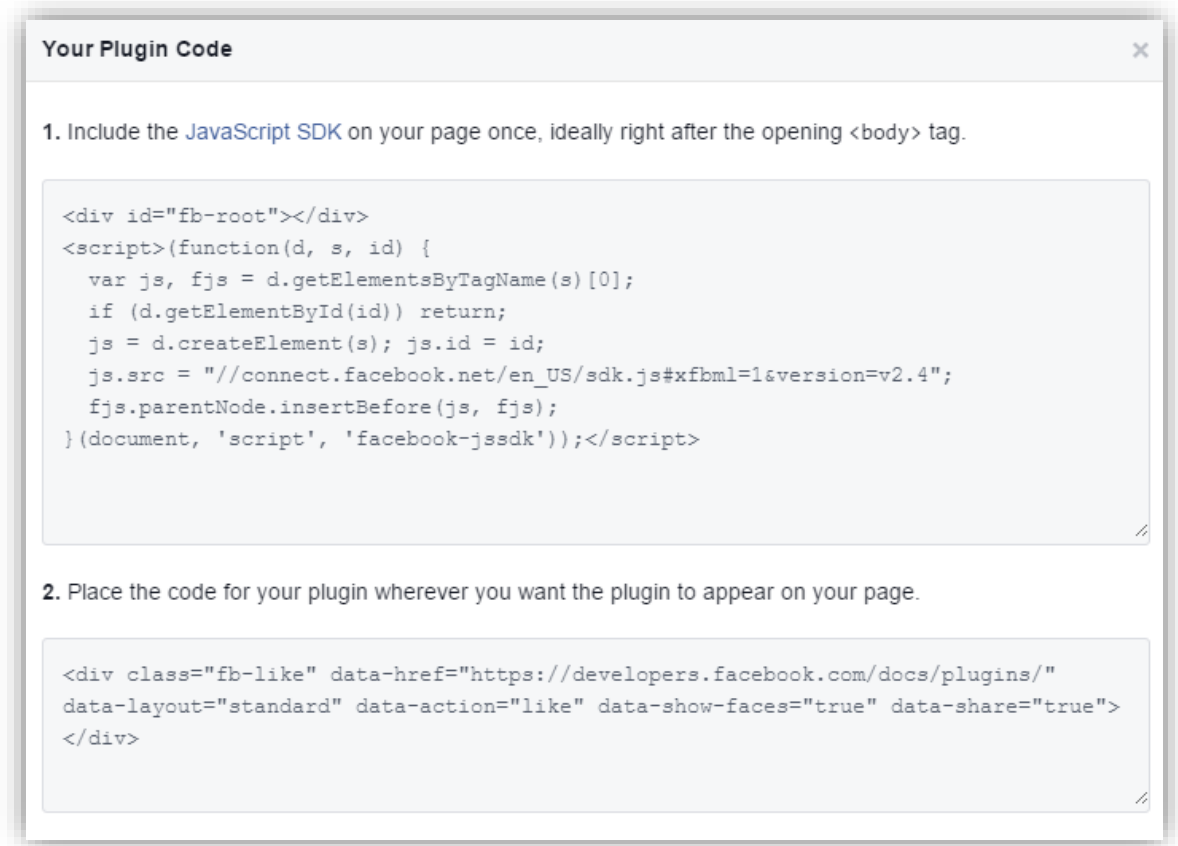 Your Plugin Code ×
1. Include the JavaScript SDK on your page once, ideally right after the opening <body> tag.
<div id="fb-root"></div>
<script>(function(d, s, id) {
  var js, fjs = d.getElementsByTagName(s)[0];
  if (d.getElementById(id)) return;
  js = d.createElement(s); js.id = id;
  js.src = "//connect.facebook.net/en_US/sdk.js#xfbml=1&version=v2.4";
  fjs.parentNode.insertBefore(js, fjs);
}(document, 'script', 'facebook-jssdk'));</script>
2. Place the code for your plugin wherever you want the plugin to appear on your page.
<div class="fb-like" data-href="https://developers.facebook.com/docs/plugins/"
data-layout="standard" data-action="like" data-show-faces="true" data-share="true">
</div>